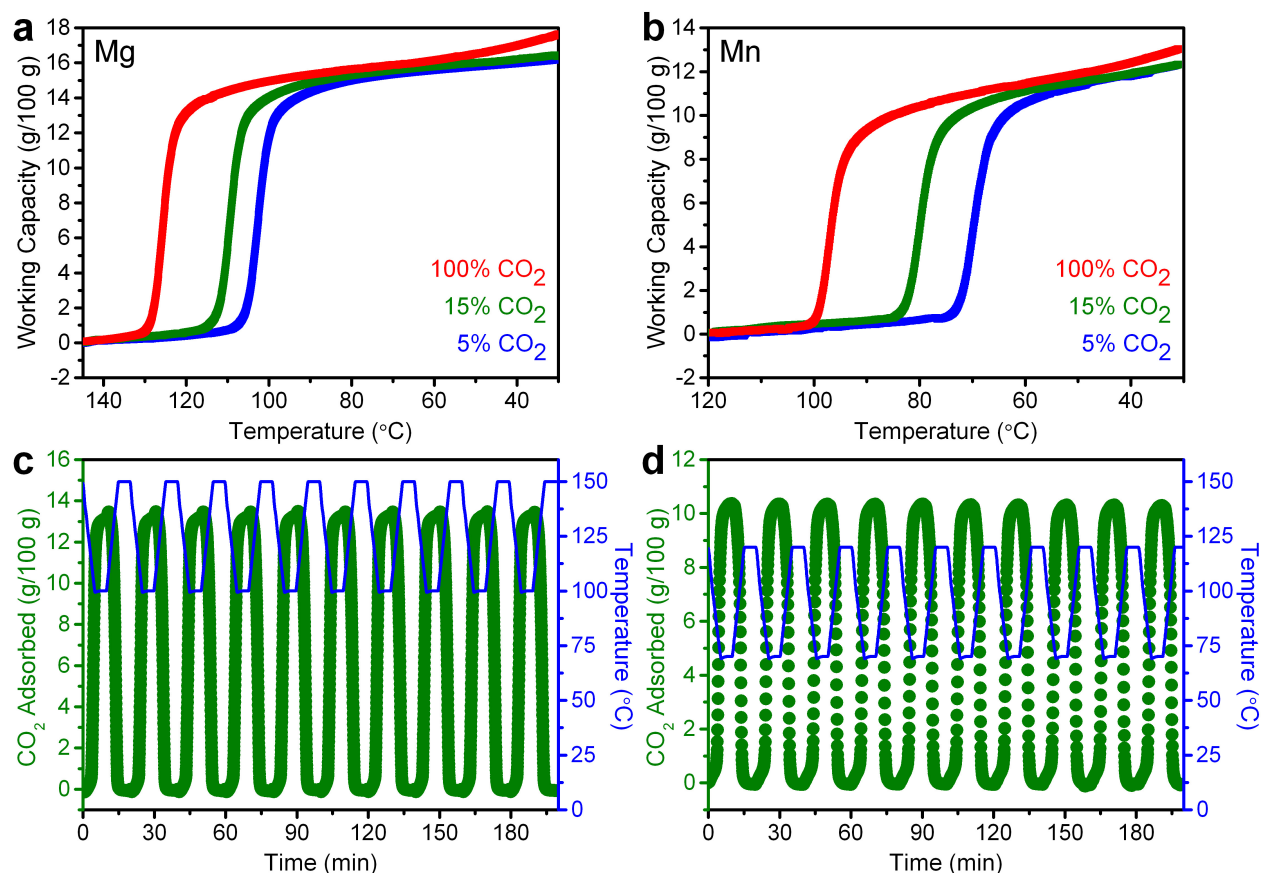 a
Mg
Working Capacity (g/100 g)
18
16
14
12
10
8
6
4
2
0
-2
100% CO2
15% CO2
5% CO2
140 120 100 80 60 40
Temperature (°C)
b
Mn
Working Capacity (g/100 g)
14
12
10
8
6
4
2
0
-2
100% CO2
15% CO2
5% CO2
120 100 80 60 40
Temperature (°C)
c
CO2 Adsorbed (g/100 g)
16
14
12
10
8
6
4
2
0
150
125
100
75
50
25
0
Temperature (°C)
0 30 60 90 120 150 180
Time (min)
d
CO2 Adsorbed (g/100 g)
12
10
8
6
4
2
0
150
125
100
75
50
25
0
Temperature (°C)
0 30 60 90 120 150 180
Time (min)